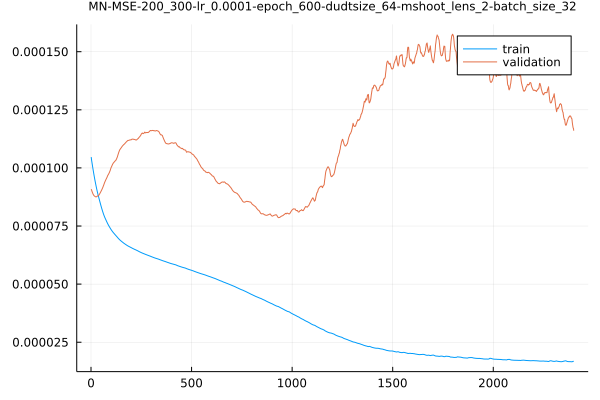 MN-MSE-200_300-lr_0.0001-epoch_600-dudtsize_64-mshoot_lens_2-batch_size_32
0.000150
0.000125
0.000100
0.000075
0.000050
0.000025
train
validation
0 500 1000 1500 2000